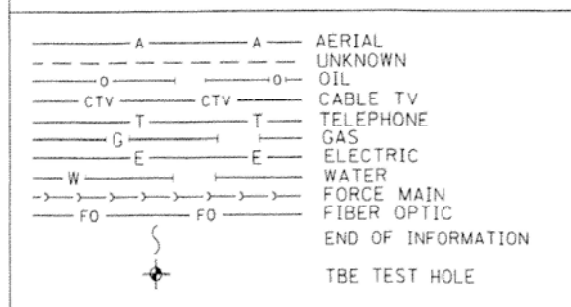 A A AERIAL
UNKNOWN
O O OIL
CTV CTV CABLE TV
T T TELEPHONE
G GAS
E E ELECTRIC
W WATER
FORCE MAIN
FO FO FIBER OPTIC
END OF INFORMATION
TBE TEST HOLE